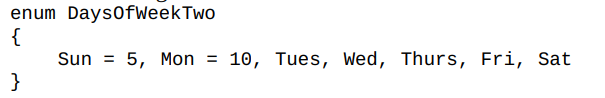 enum DaysOfWeekTwo
{
    Sun = 5, Mon = 10, Tues, Wed, Thurs, Fri, Sat
}